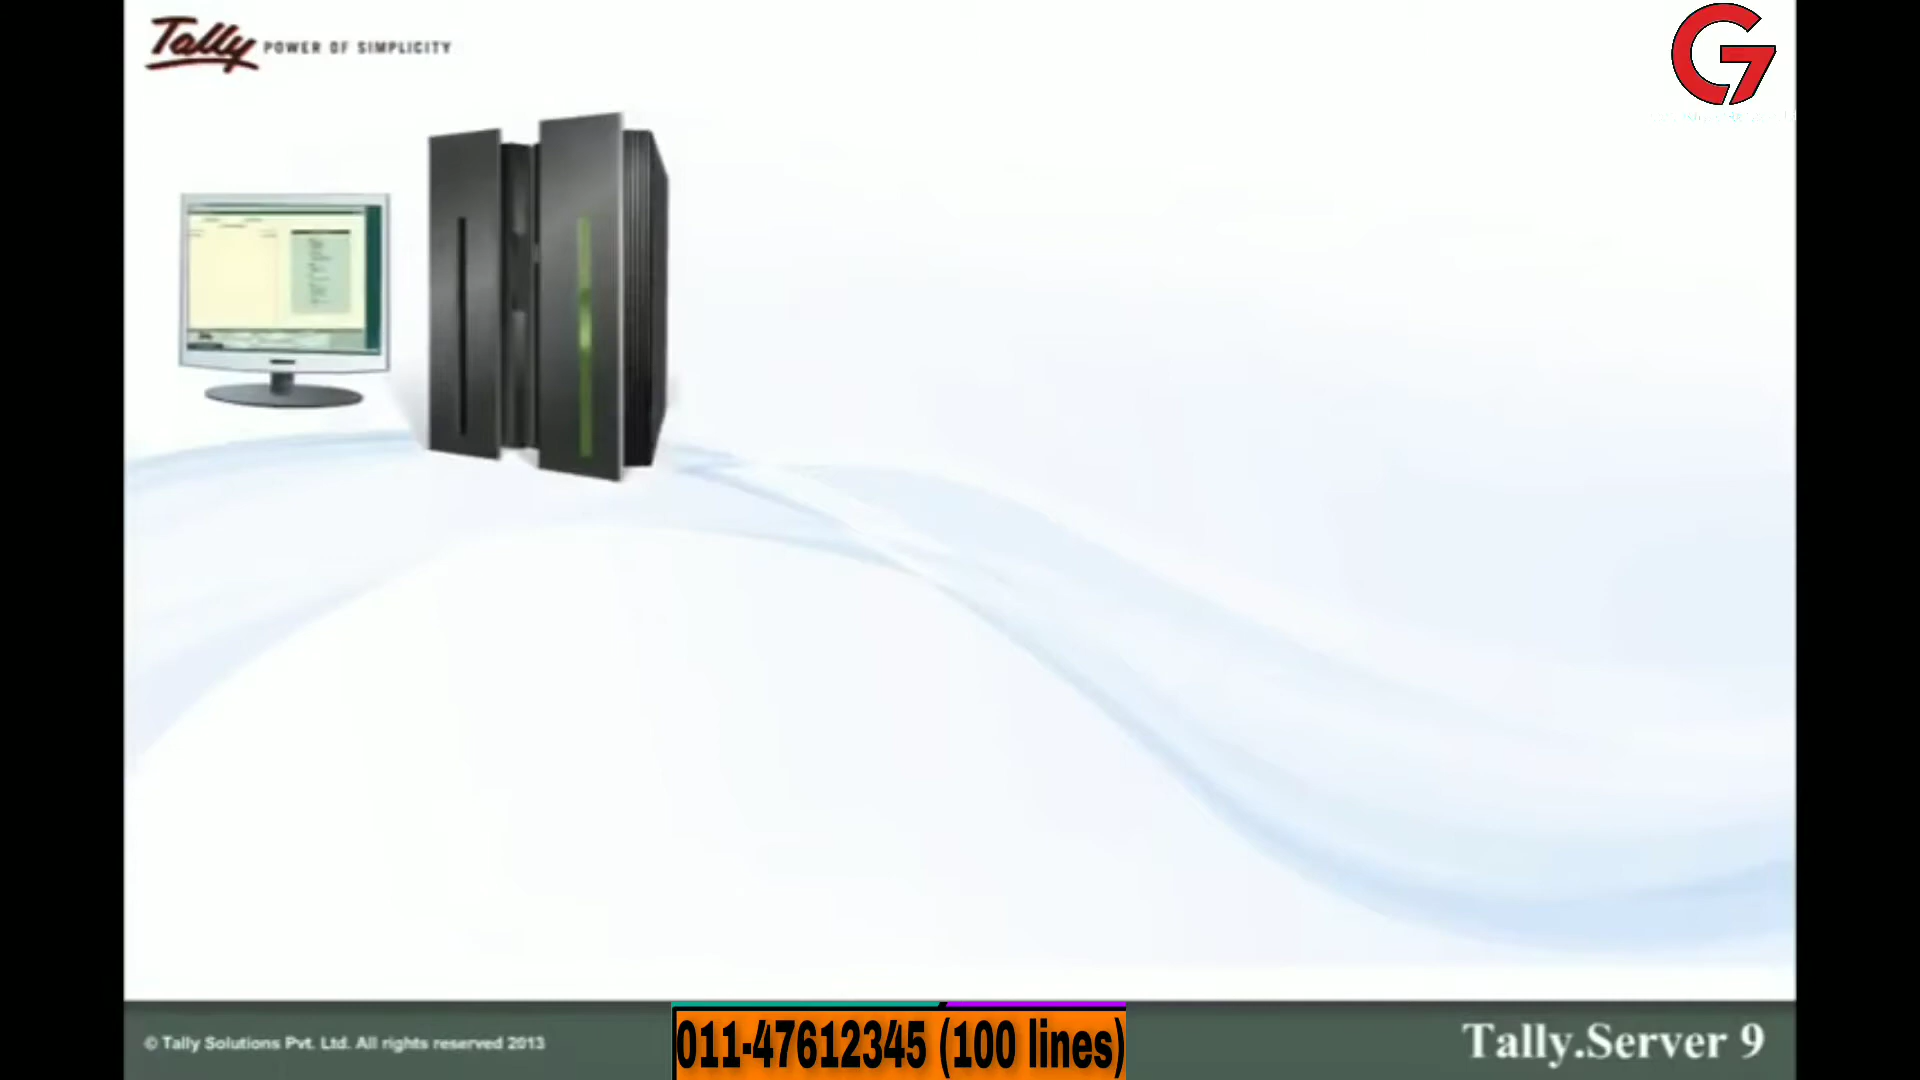 Tally POWER OF SIMPLICITY
G7
© Tally Solutions Pvt. Ltd. All rights reserved 2013
011-47612345 (100 lines)
Tally.Server 9